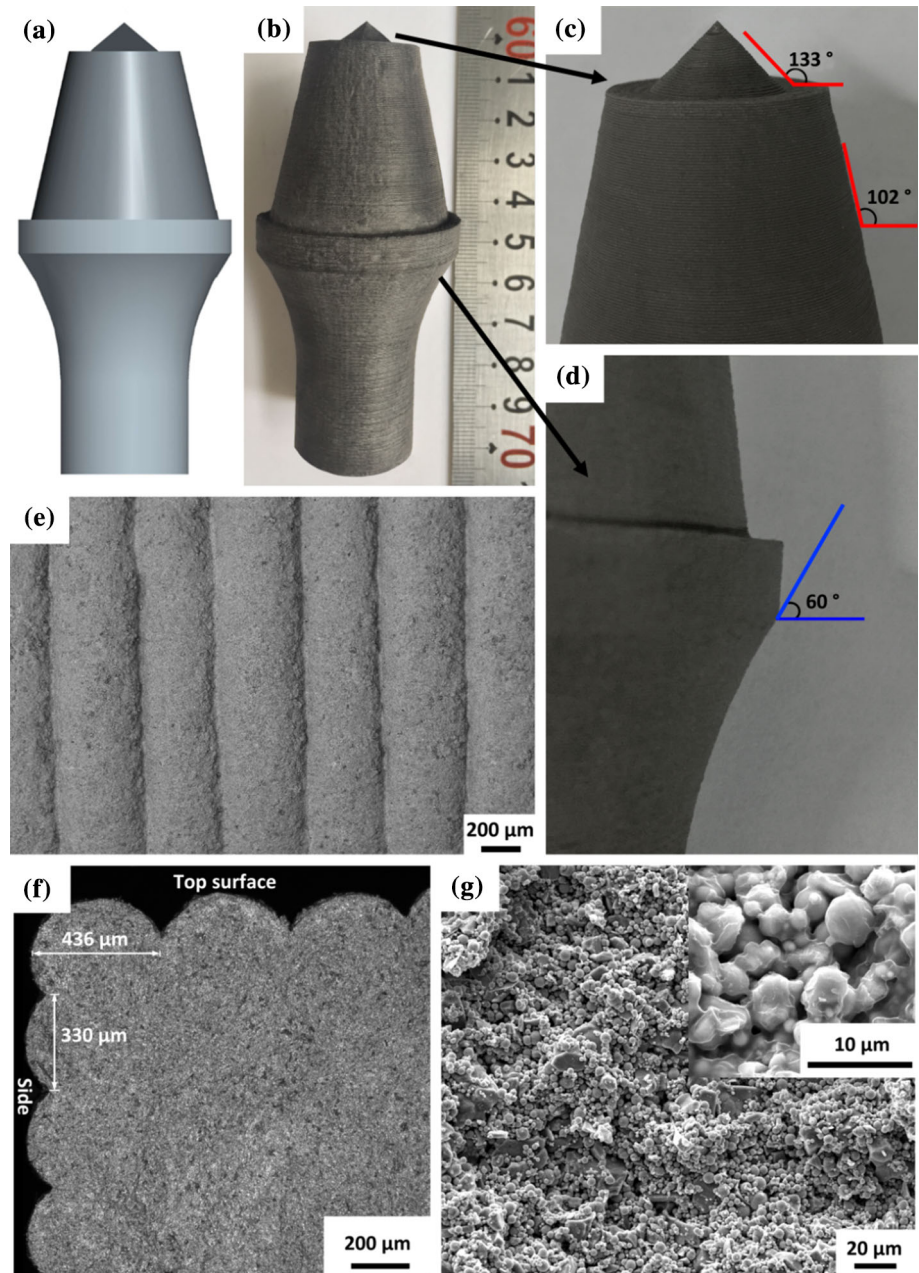 (a)
(b)
60
1
2
3
4
5
6
7
8
9
70
(c)
133 °
102 °
(d)
60 °
(e)
200 μm
(f)
Top surface
436 μm
330 μm
Side
200 μm
(g)
10 μm
20 μm